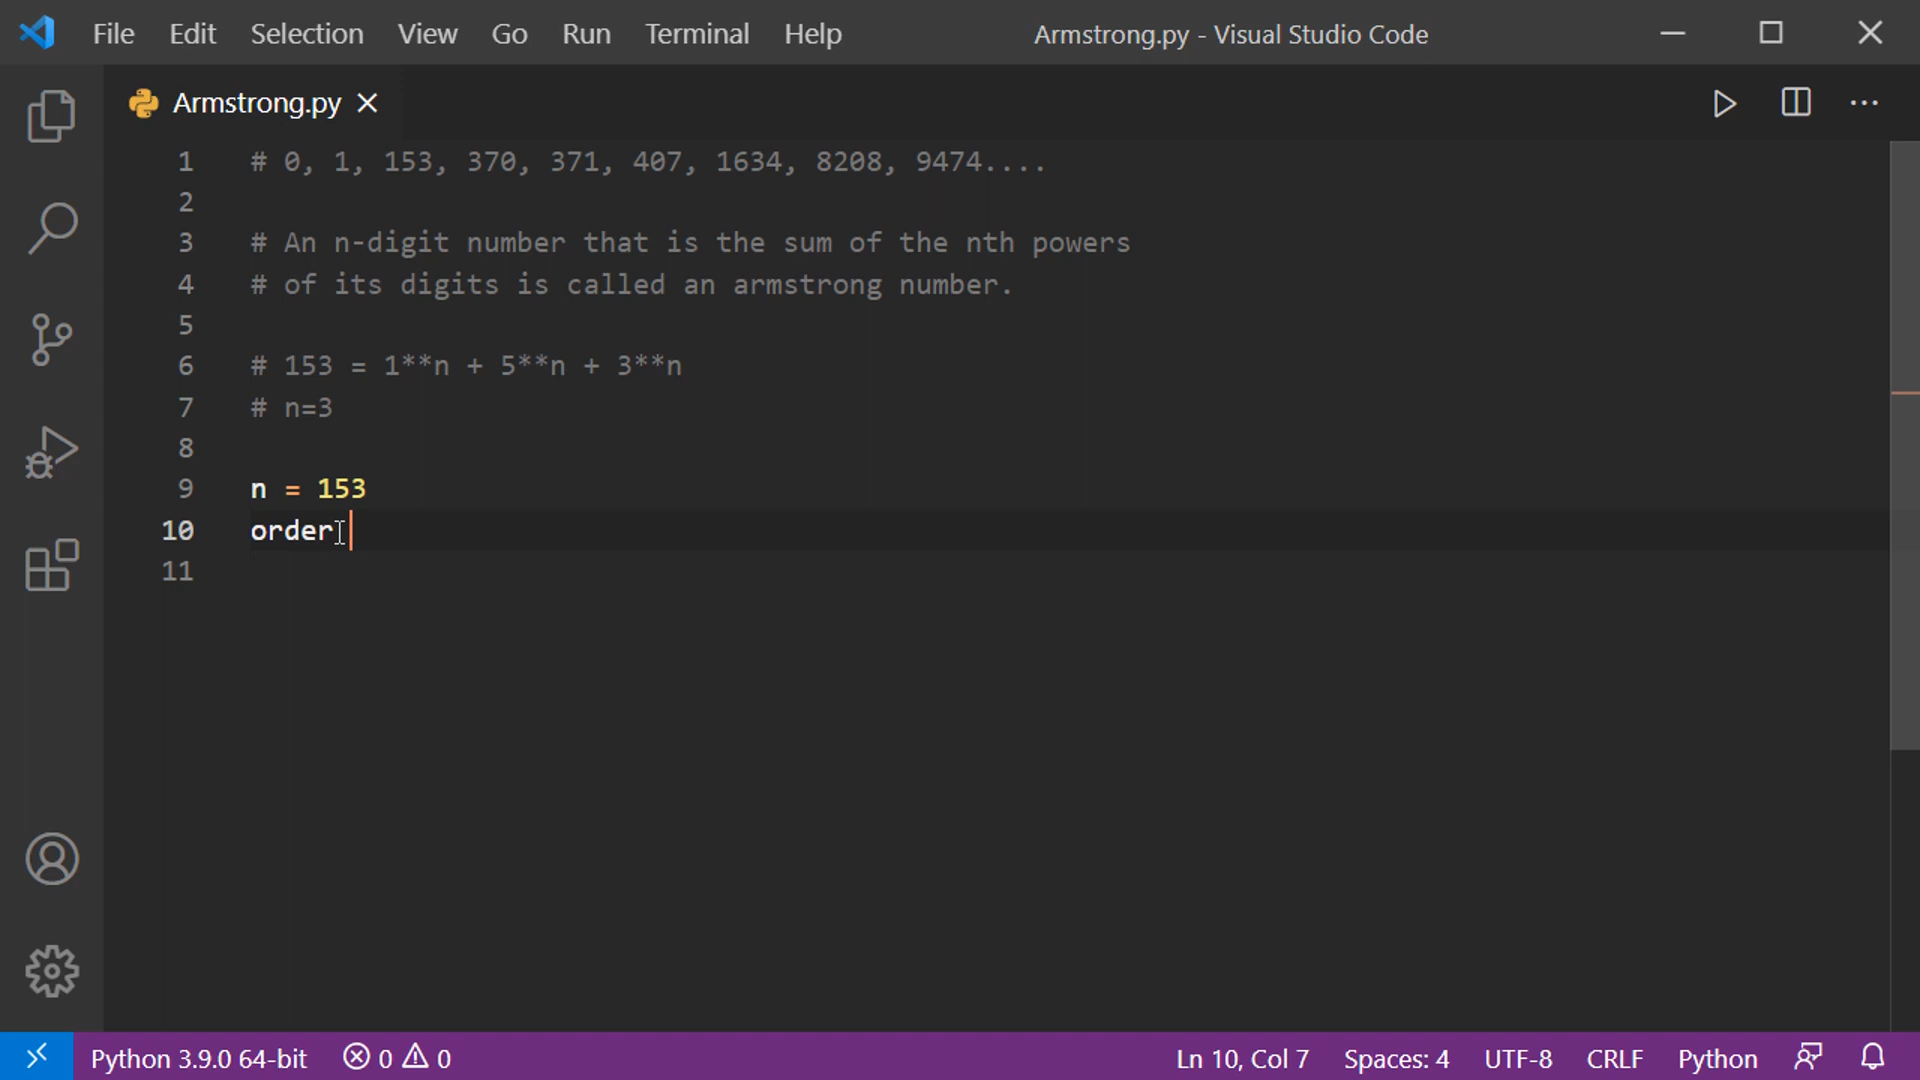 File Edit Selection View Go Run Terminal Help Armstrong.py - Visual Studio Code
Armstrong.py
1 # 0, 1, 153, 370, 371, 407, 1634, 8208, 9474....
2
3 # An n-digit number that is the sum of the nth powers
4 # of its digits is called an armstrong number.
5
6 # 153 = 1**n + 5**n + 3**n
7 # n=3
8
9 n = 153
10 order
11
Python 3.9.0 64-bit 0 0 Ln 10, Col 7 Spaces: 4 UTF-8 CRLF Python